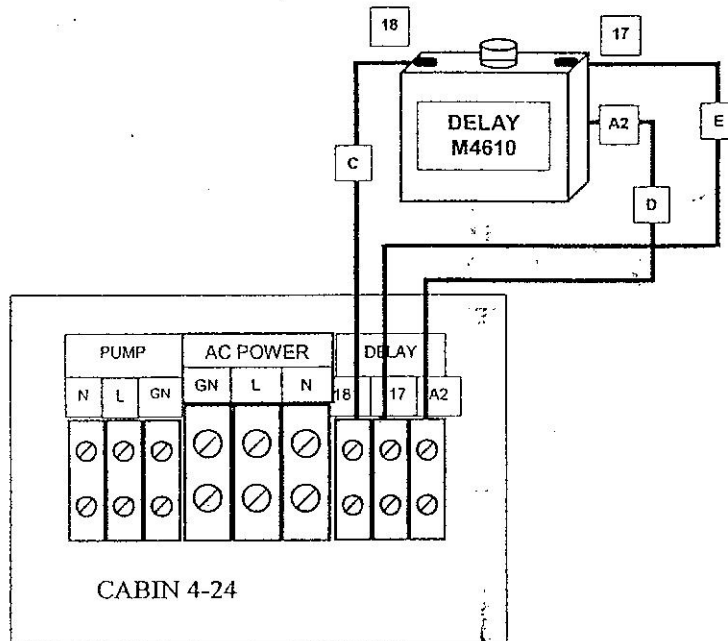 18
17
DELAY
M4610
A2
E
C
D
PUMP AC POWER DELAY
N L GN GN L N 18 17 A2
CABIN 4-24